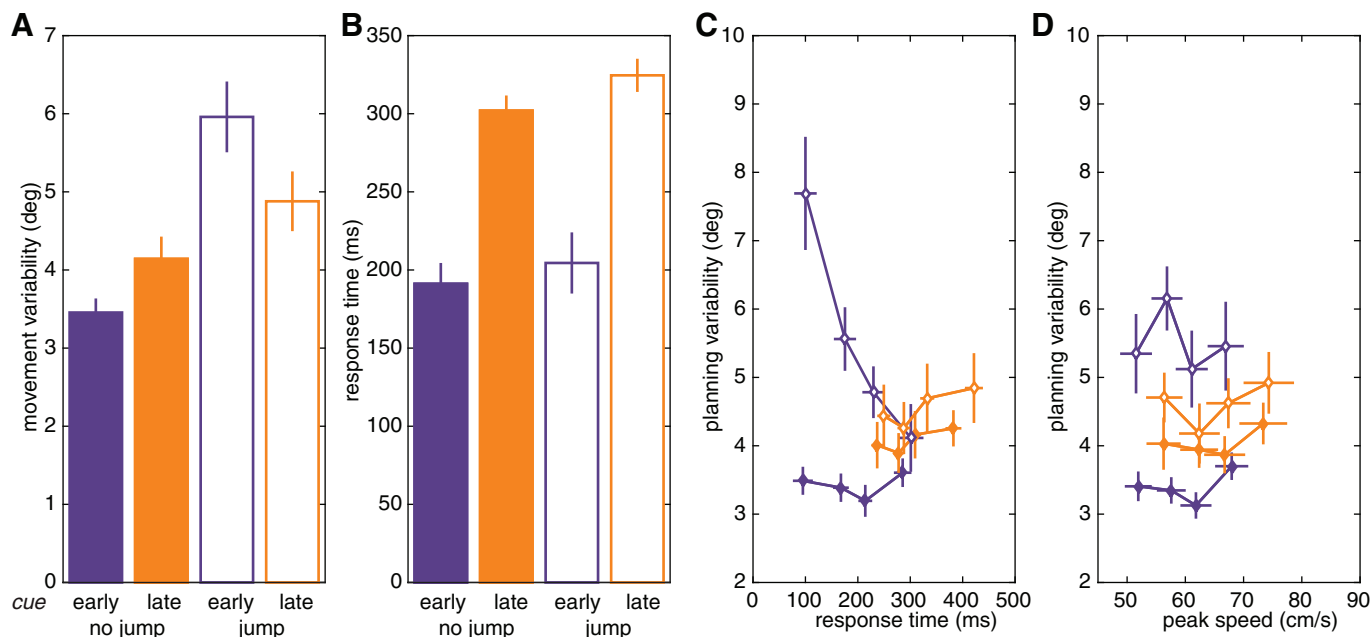 A
B
C
D
movement variability (deg)
7
6
5
4
3
2
1
0
cue early late early late
no jump jump
response time (ms)
350
300
250
200
150
100
50
0
early late early late
no jump jump
planning variability (deg)
10
9
8
7
6
5
4
3
2
0 100 200 300 400 500
response time (ms)
planning variability (deg)
10
9
8
7
6
5
4
3
2
50 60 70 80 90
peak speed (cm/s)